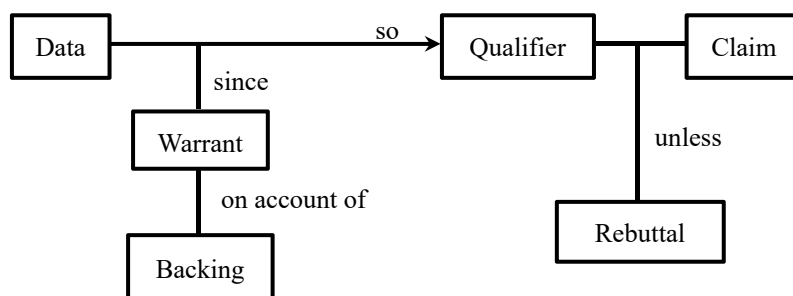 Data
so
Qualifier
Claim
since
Warrant
unless
on account of
Rebuttal
Backing